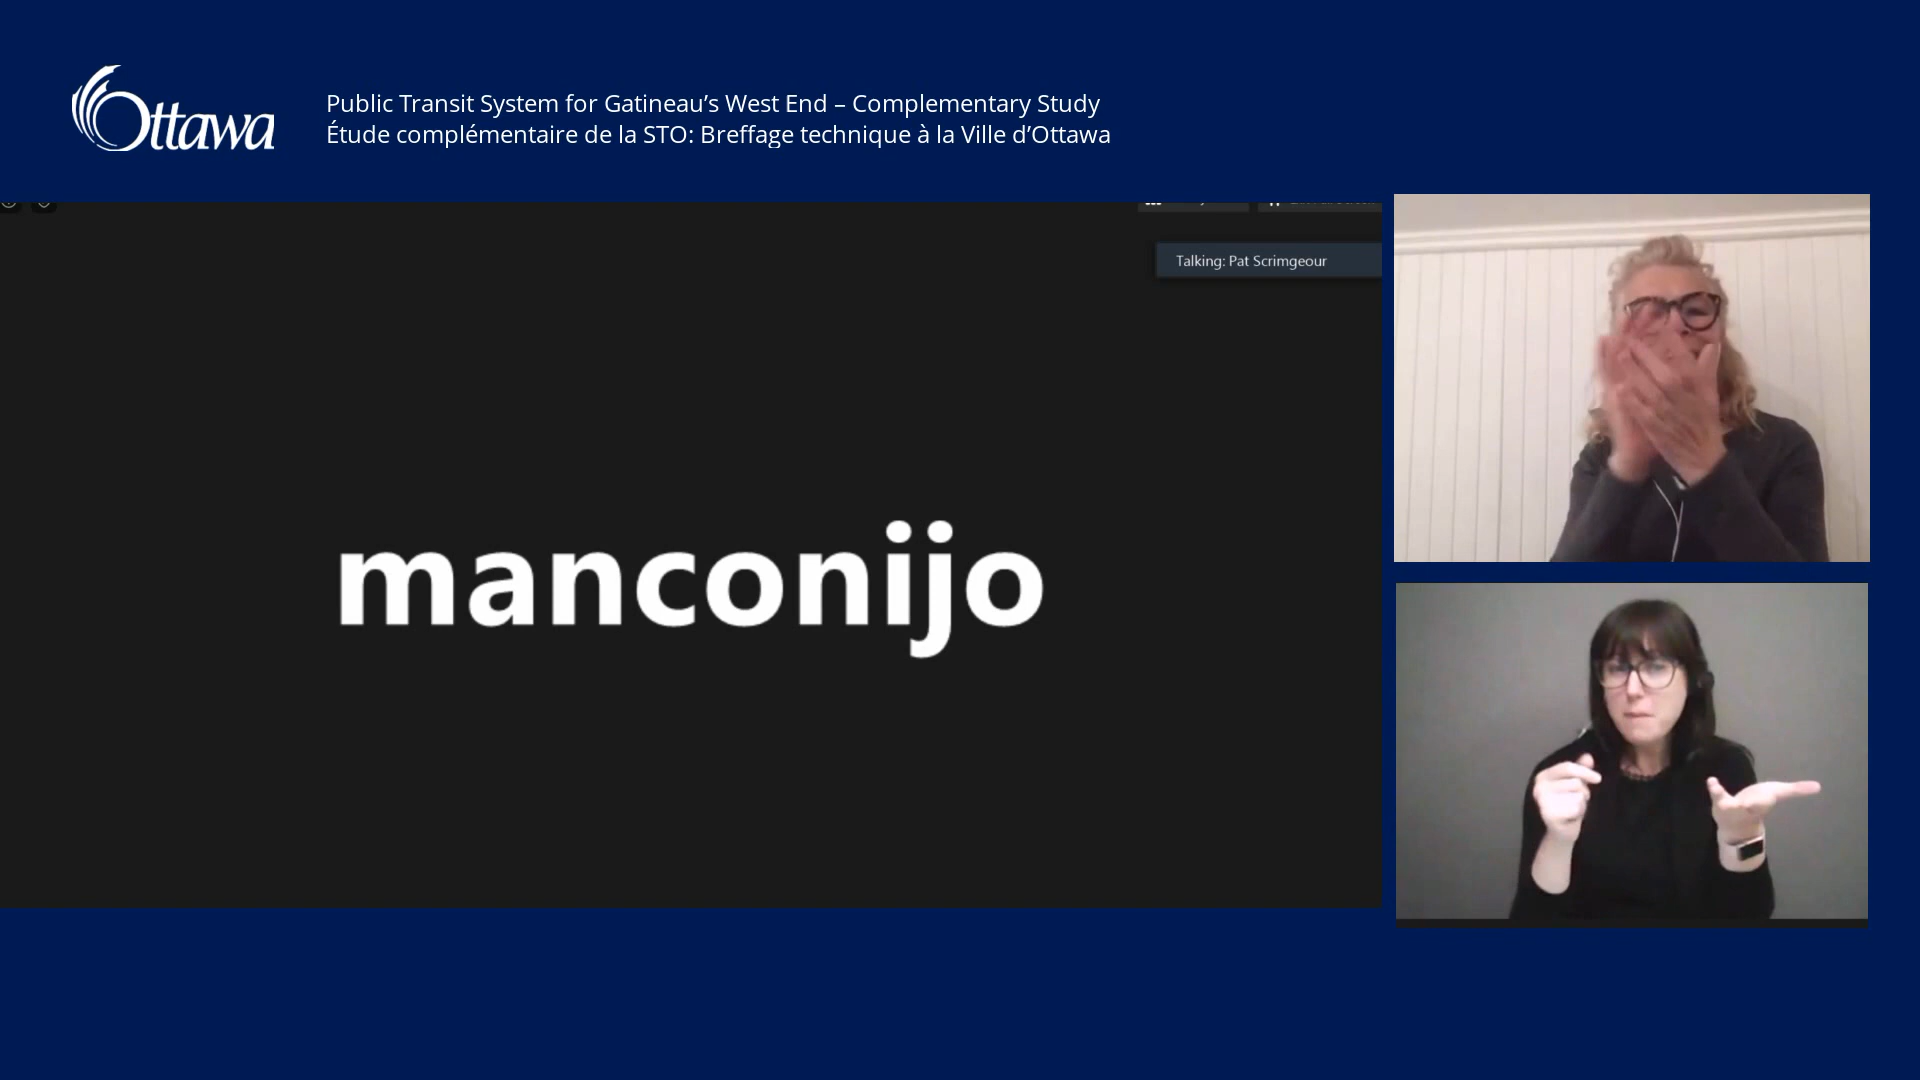 Ottawa
Public Transit System for Gatineau’s West End – Complementary Study
Étude complémentaire de la STO: Breffage technique à la Ville d’Ottawa
Talking: Pat Scrimgeour
manconijo